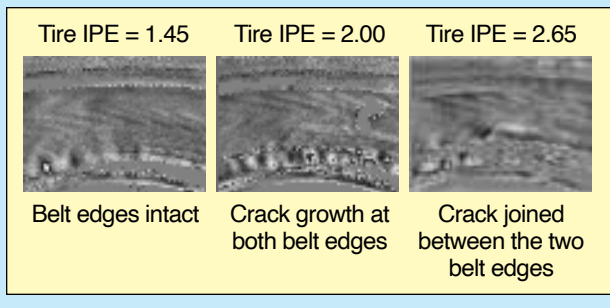 Tire IPE = 1.45
Tire IPE = 2.00
Tire IPE = 2.65
Belt edges intact
Crack growth at
both belt edges
Crack joined
between the two
belt edges